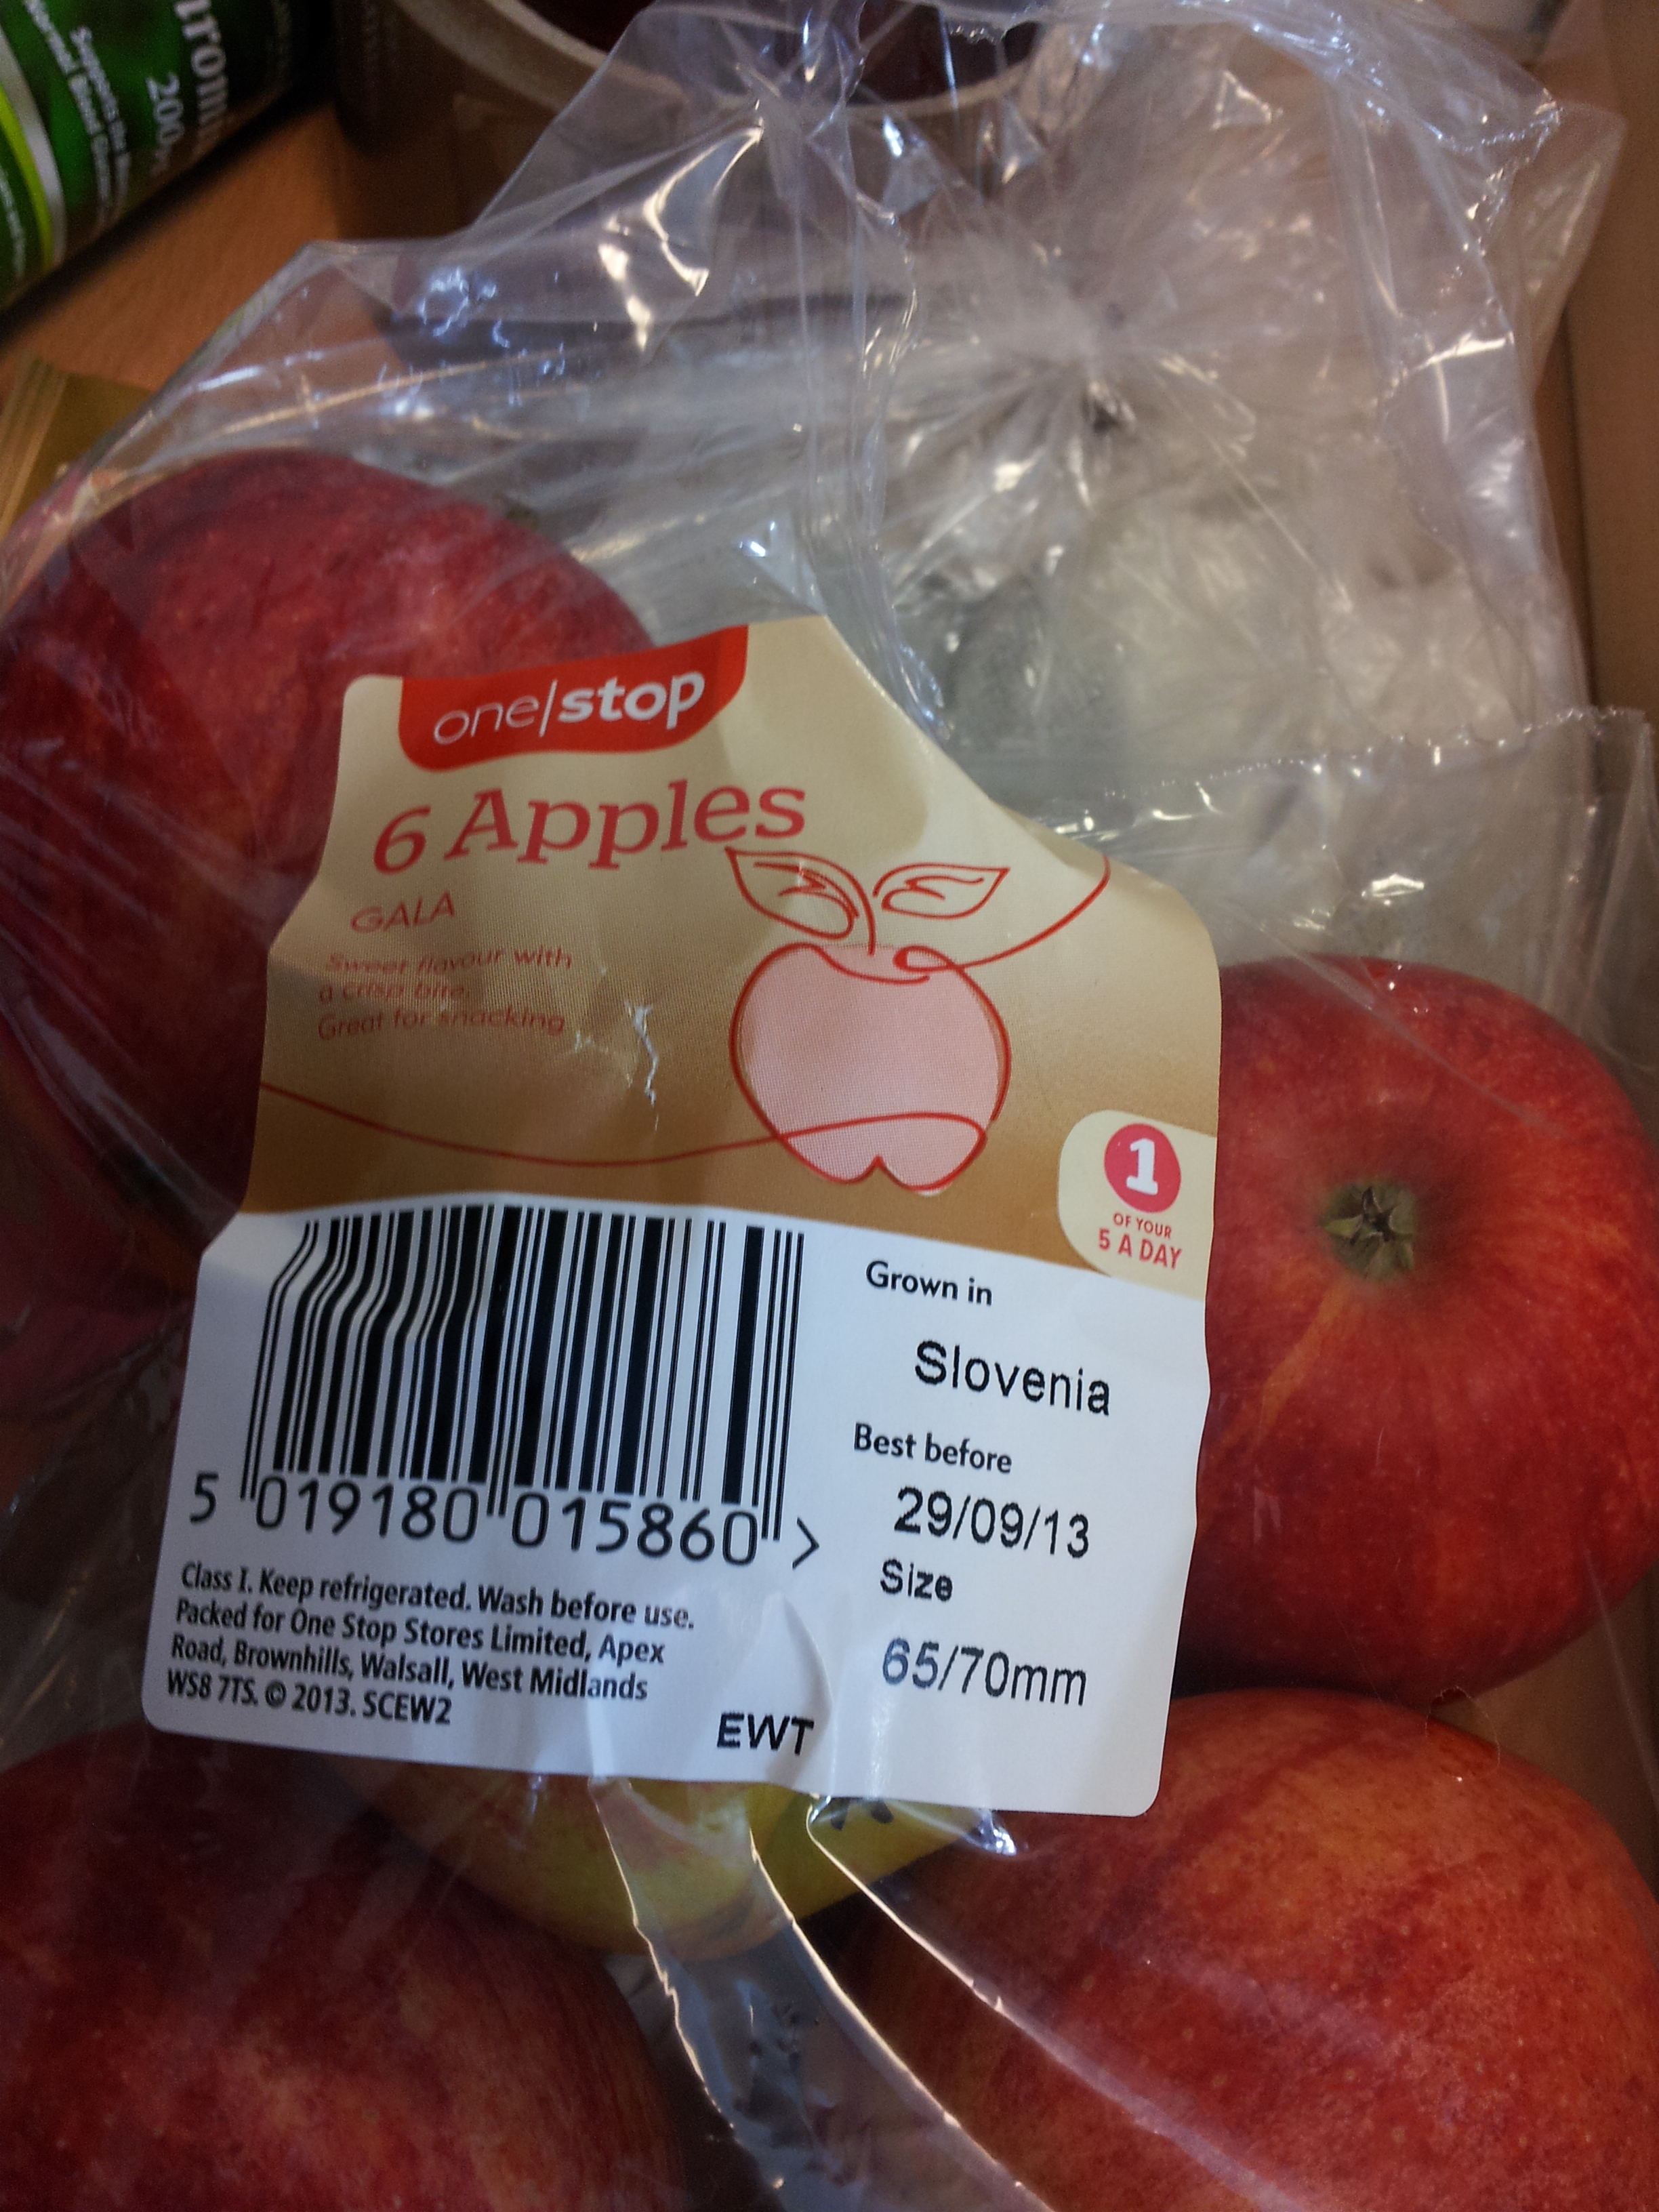 200
one|stop
6 Apples
GALA
Sweet flavour with
a crisp bite.
Great for snacking
1
OF YOUR
5 A DAY
Grown in
Slovenia
Best before
29/09/13
Size
65/70mm
5 019180 015860 >
Class I. Keep refrigerated. Wash before use.
Packed for One Stop Stores Limited, Apex
Road, Brownhills, Walsall, West Midlands
WS8 7TS. © 2013. SCEW2
EWT